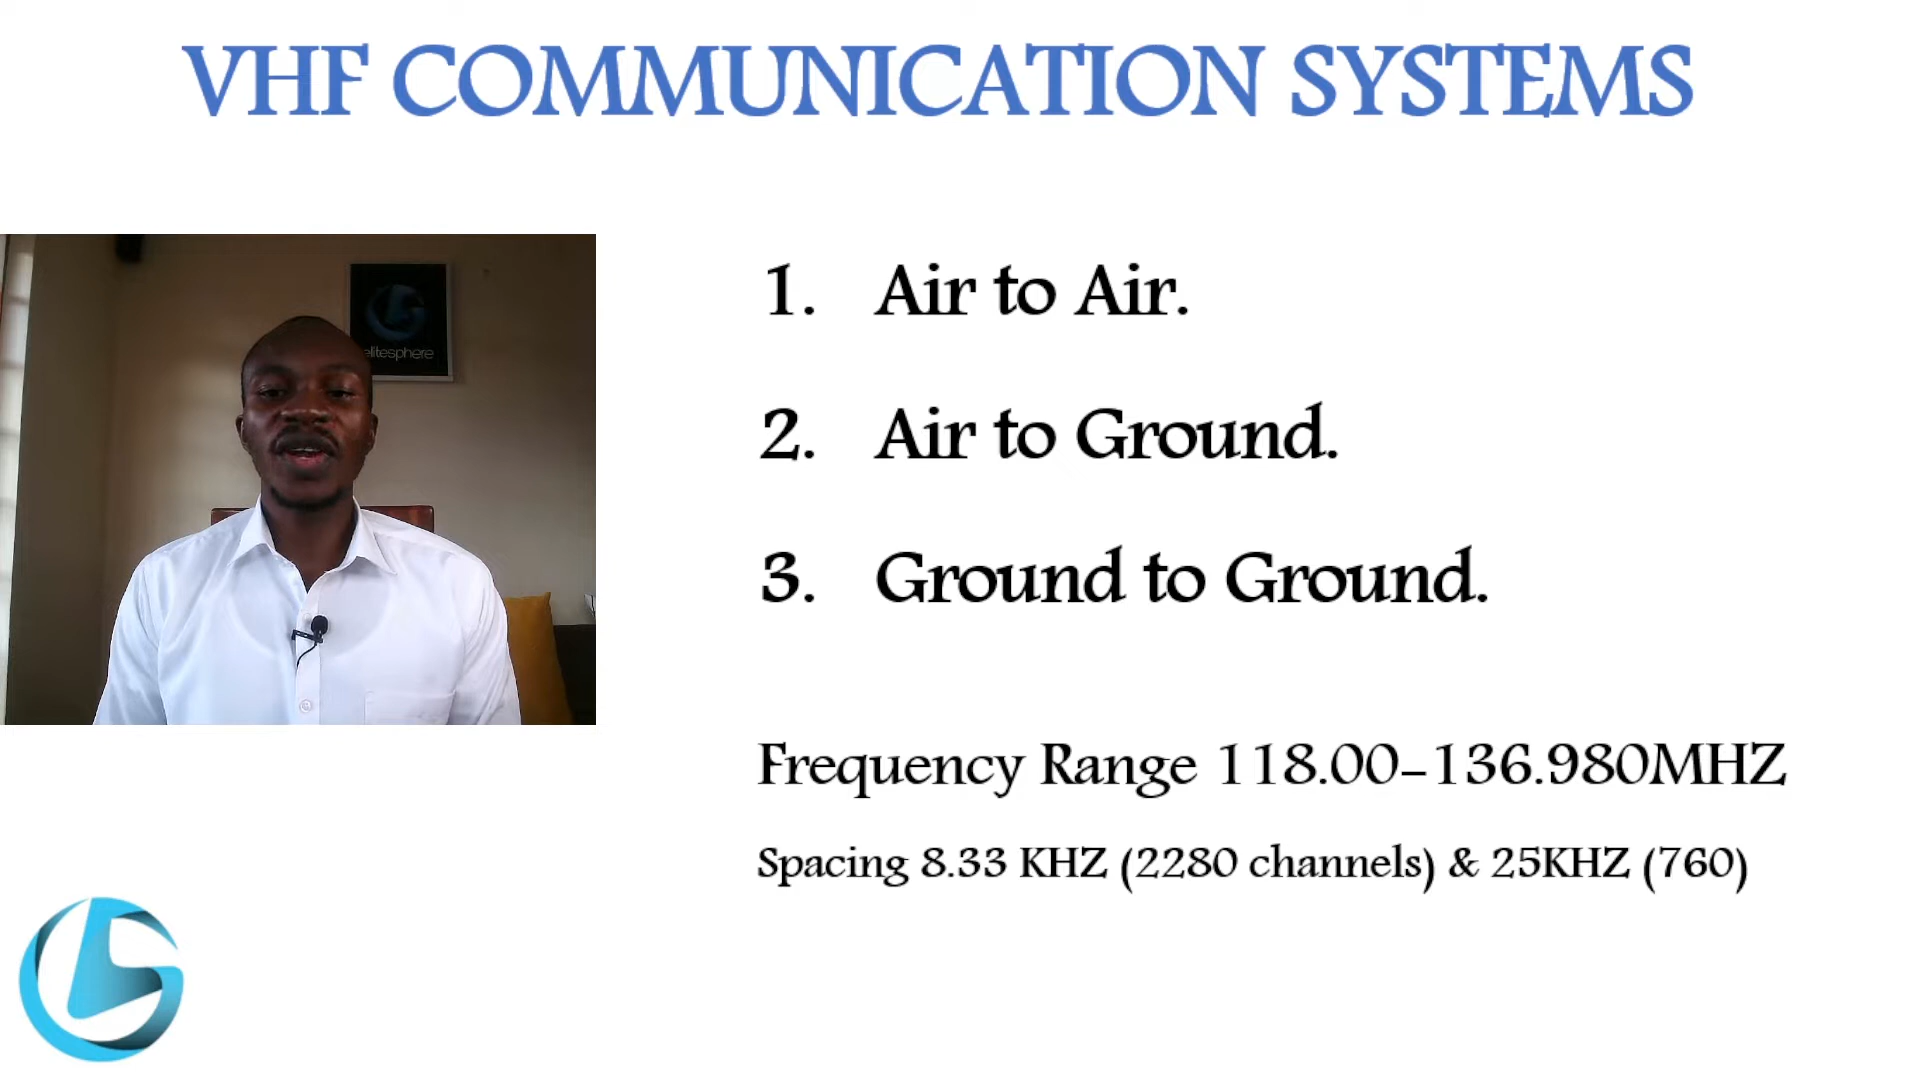 VHF COMMUNICATION SYSTEMS
elitesphere
1. Air to Air.
2. Air to Ground.
3. Ground to Ground.
Frequency Range 118.00-136.980MHZ
Spacing 8.33 KHZ (2280 channels) & 25KHZ (760)